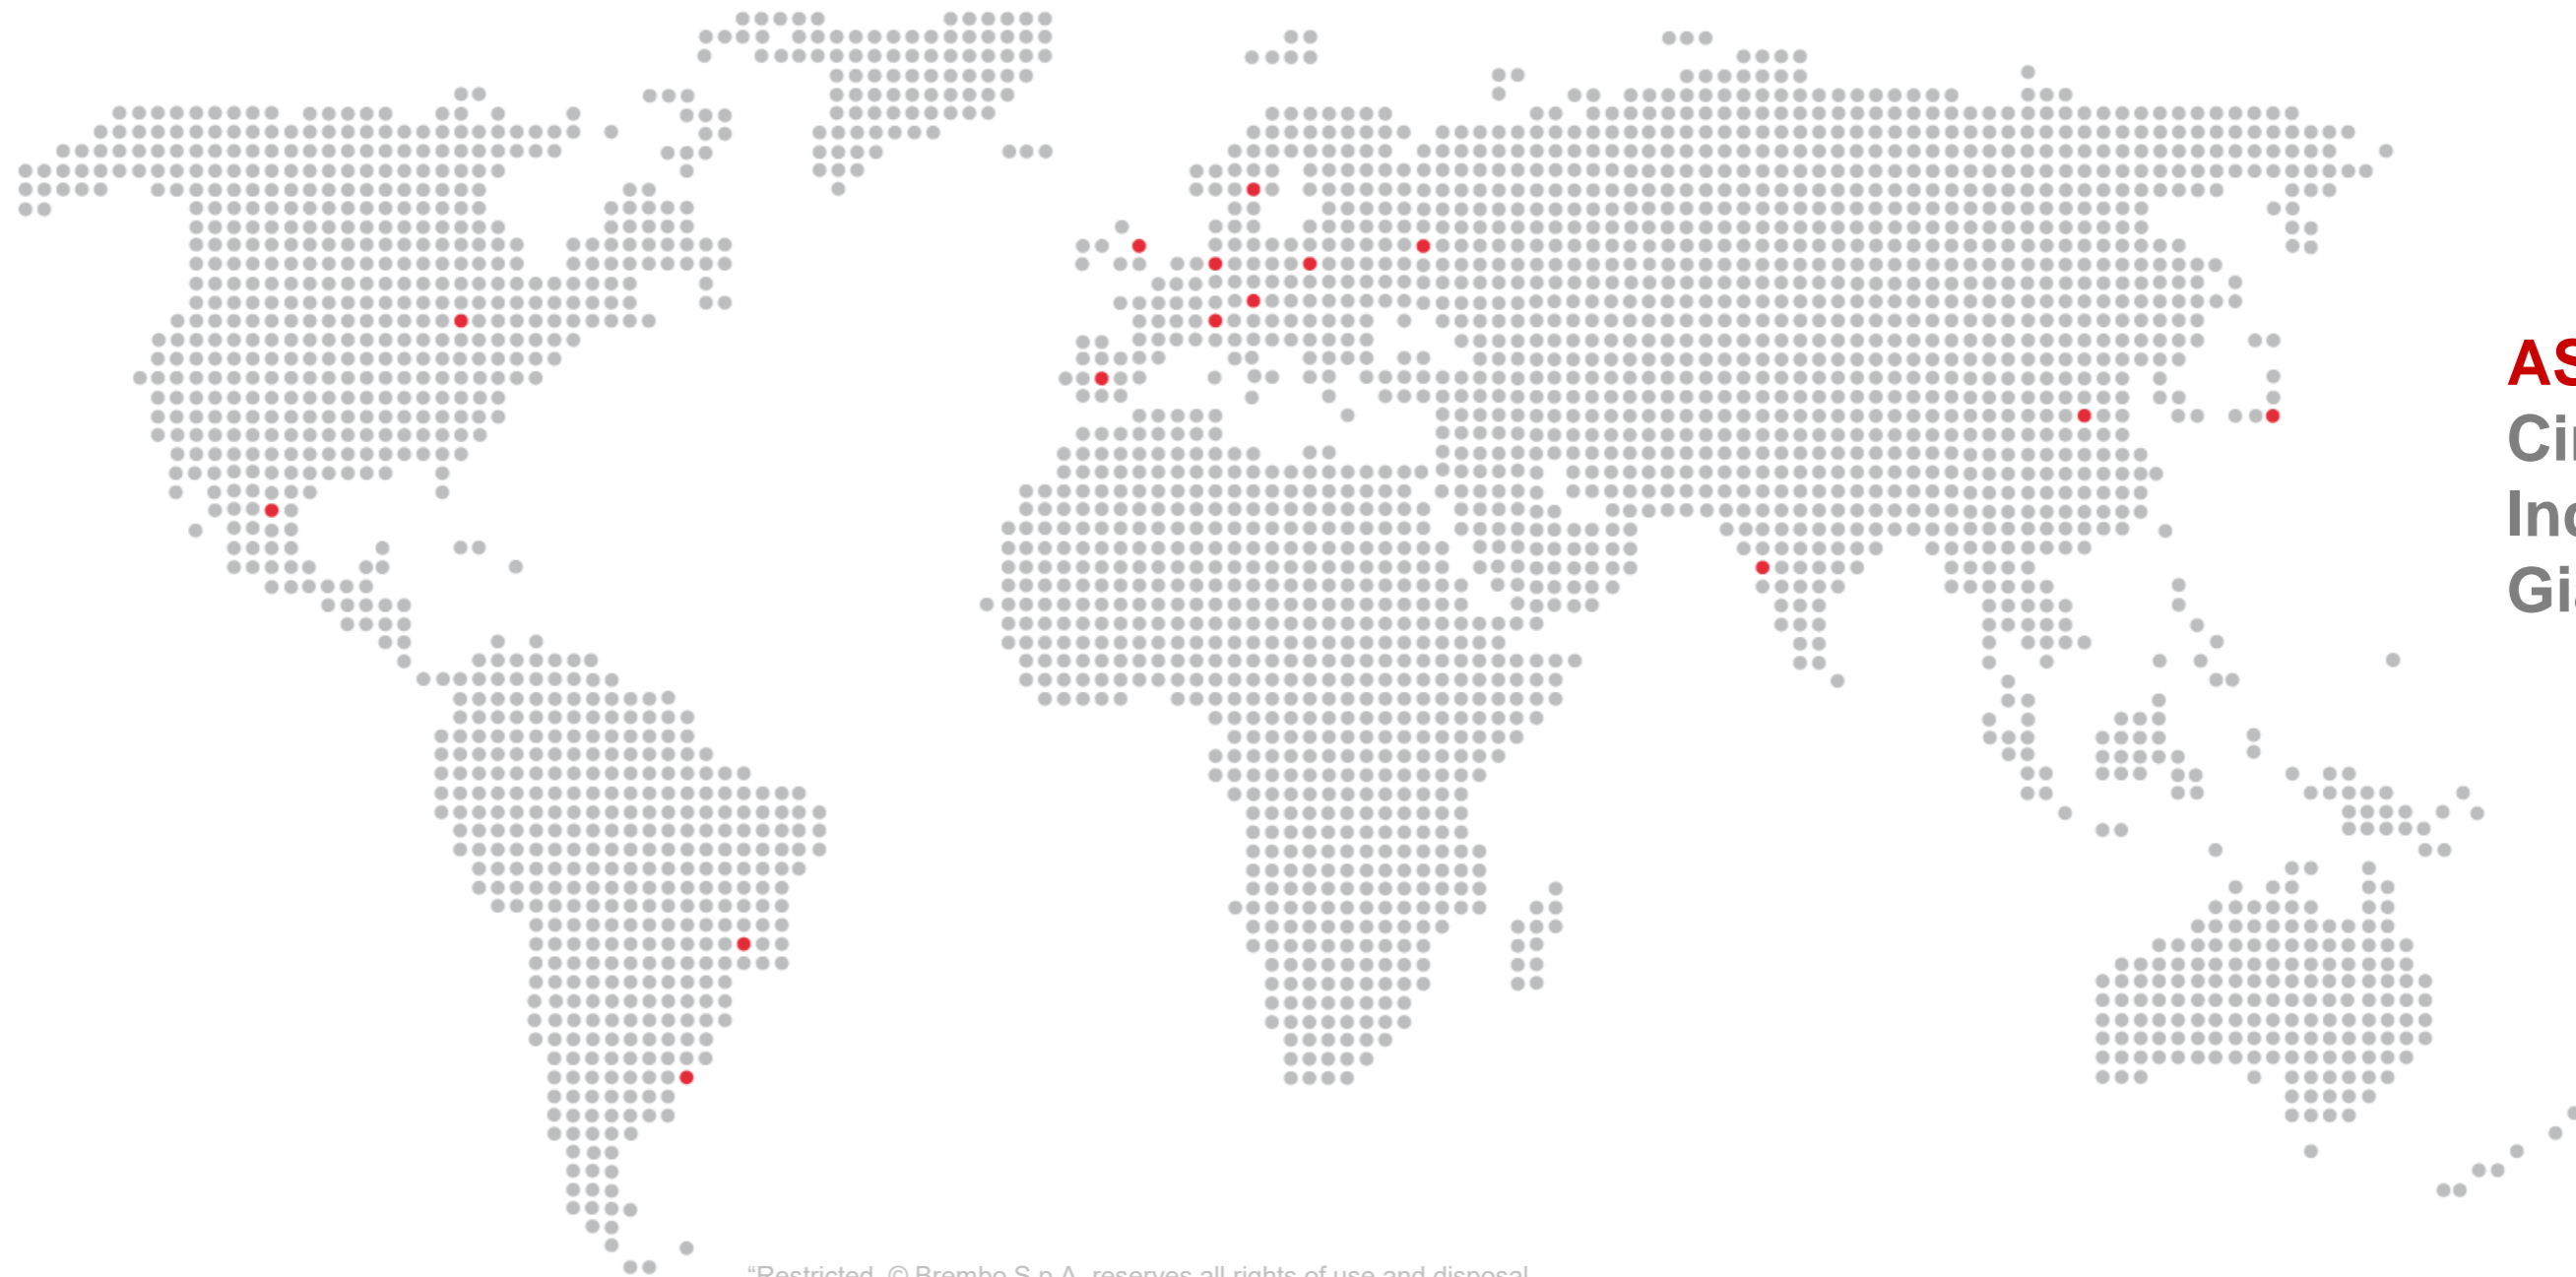 AS
Ci
Inc
Gi
“Restricted. © Brembo S.p.A. reserves all rights of use and disposal